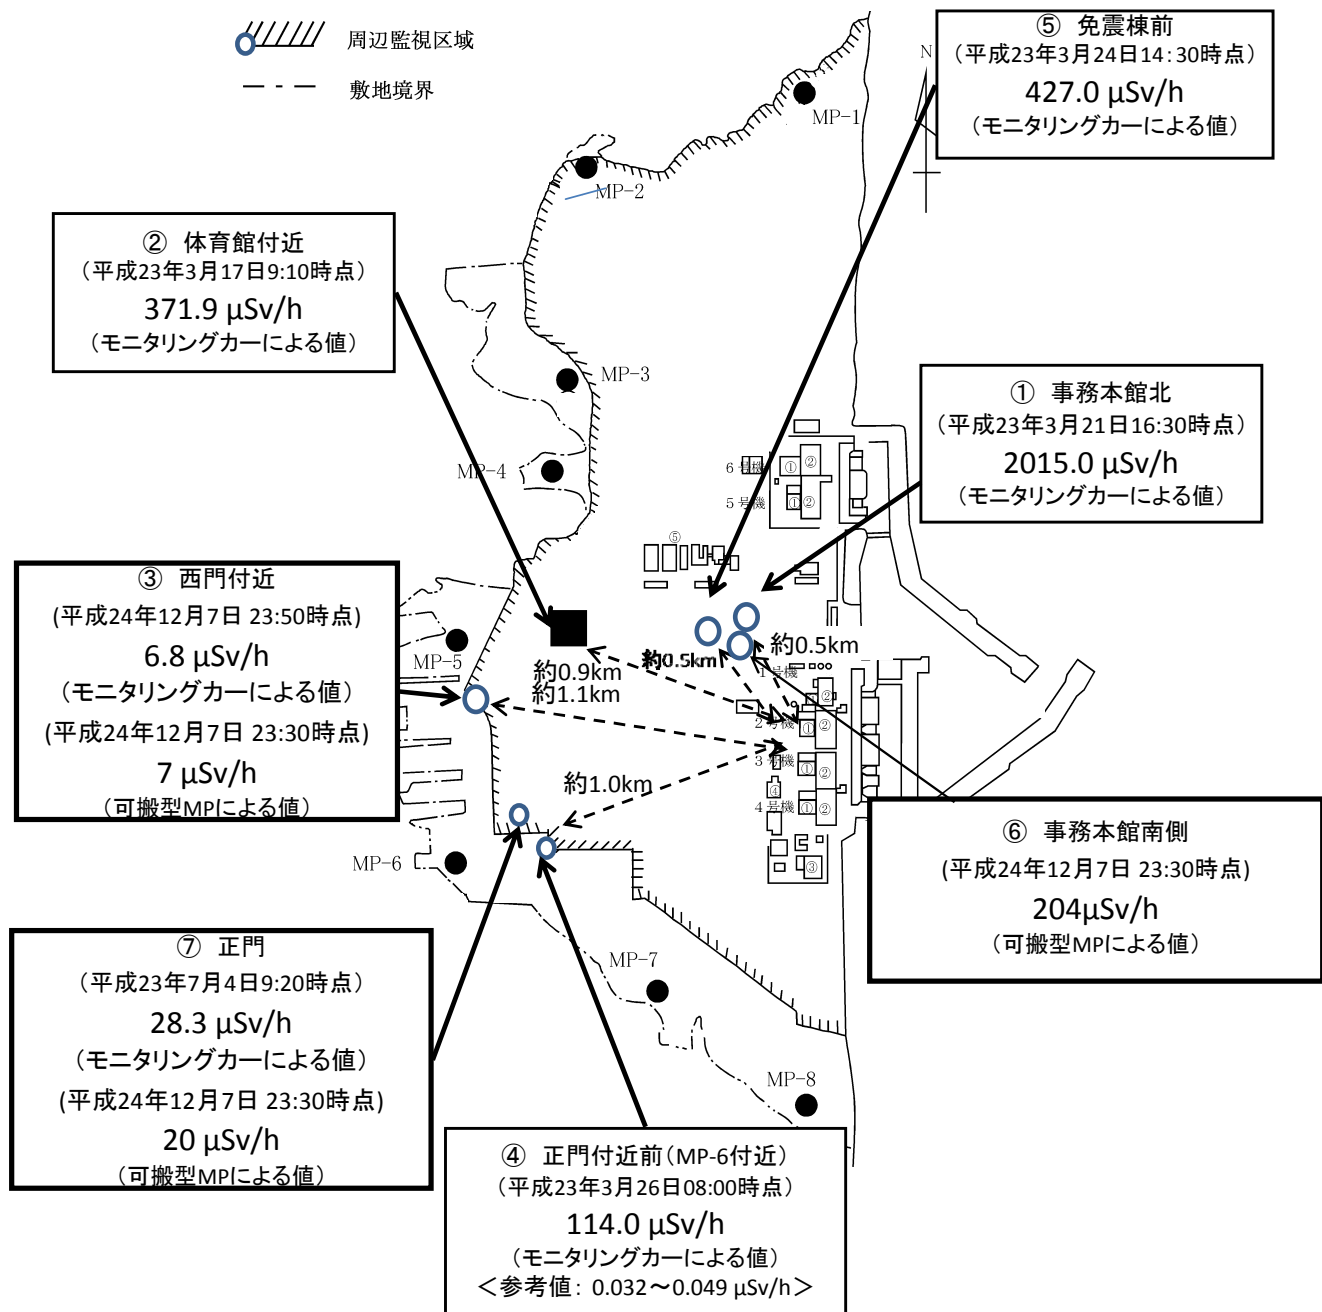 周辺監視区域
敷地境界
⑤ 免震棟前
(平成23年3月24日14:30時点)
427.0 μSv/h
(モニタリングカーによる値)
N
MP-1
MP-2
② 体育館付近
(平成23年3月17日9:10時点)
371.9 μSv/h
(モニタリングカーによる値)
MP-3
① 事務本館北
(平成23年3月21日16:30時点)
2015.0 μSv/h
(モニタリングカーによる値)
MP-4
6号機
① ②
5号機
① ②
⑤
③ 西門付近
(平成24年12月7日 23:50時点)
6.8 μSv/h
(モニタリングカーによる値)
(平成24年12月7日 23:30時点)
7 μSv/h
(可搬型MPによる値)
MP-5
約0.9km
約1.1km
約0.5km
約0.5km
1号機
②
2号機
① ②
3号機
① ②
④
4号機
① ②
③
約1.0km
MP-6
⑥ 事務本館南側
(平成24年12月7日 23:30時点)
204μSv/h
(可搬型MPによる値)
⑦ 正門
(平成23年7月4日9:20時点)
28.3 μSv/h
(モニタリングカーによる値)
(平成24年12月7日 23:30時点)
20 μSv/h
(可搬型MPによる値)
MP-7
MP-8
④ 正門付近前(MP-6付近)
(平成23年3月26日08:00時点)
114.0 μSv/h
(モニタリングカーによる値)
<参考値: 0.032~0.049 μSv/h>